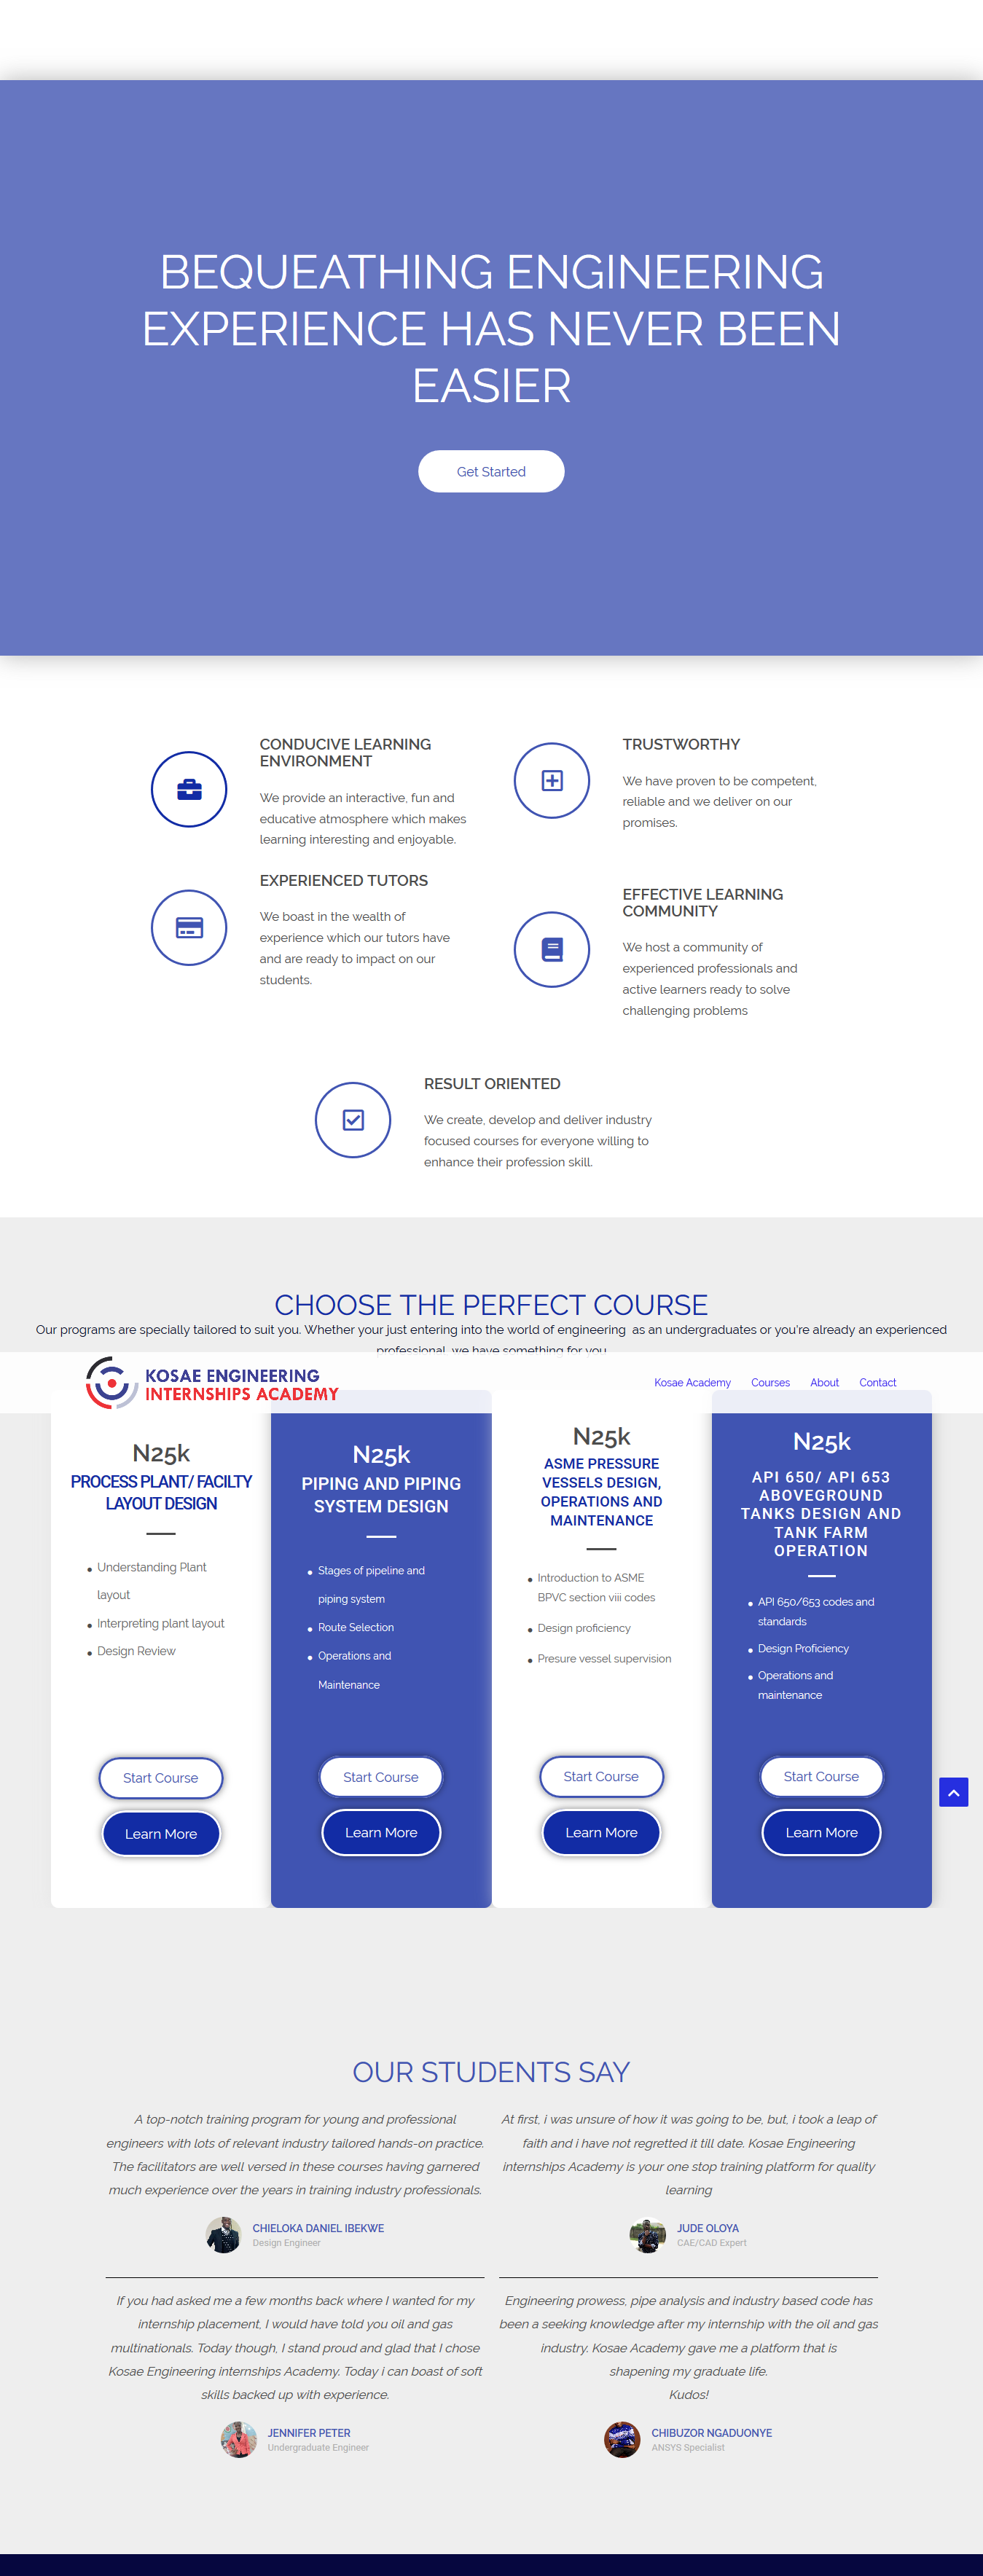 BEQUEATHING ENGINEERING
EXPERIENCE HAS NEVER BEEN
EASIER
Get Started
CONDUCIVE LEARNING
ENVIRONMENT
We provide an interactive, fun and
educative atmosphere which makes
learning interesting and enjoyable.
TRUSTWORTHY
We have proven to be competent,
reliable and we deliver on our
promises.
EXPERIENCED TUTORS
We boast in the wealth of
experience which our tutors have
and are ready to impact on our
students.
EFFECTIVE LEARNING
COMMUNITY
We host a community of
experienced professionals and
active learners ready to solve
challenging problems
RESULT ORIENTED
We create, develop and deliver industry
focused courses for everyone willing to
enhance their profession skill.
CHOOSE THE PERFECT COURSE
Our programs are specially tailored to suit you. Whether your just entering into the world of engineering  as an undergraduates or you're already an experienced
professional, we have something for you
KOSAE ENGINEERING
INTERNSHIPS ACADEMY
Kosae Academy
Courses
About
Contact
N25k
PROCESS PLANT/ FACILTY
LAYOUT DESIGN
Understanding Plant
layout
Interpreting plant layout
Design Review
Start Course
Learn More
N25k
PIPING AND PIPING
SYSTEM DESIGN
Stages of pipeline and
piping system
Route Selection
Operations and
Maintenance
Start Course
Learn More
N25k
ASME PRESSURE
VESSELS DESIGN,
OPERATIONS AND
MAINTENANCE
Introduction to ASME
BPVC section viii codes
Design proficiency
Presure vessel supervision
Start Course
Learn More
N25k
API 650/ API 653
ABOVEGROUND
TANKS DESIGN AND
TANK FARM
OPERATION
API 650/653 codes and
standards
Design Proficiency
Operations and
maintenance
Start Course
Learn More
OUR STUDENTS SAY
A top-notch training program for young and professional
engineers with lots of relevant industry tailored hands-on practice.
The facilitators are well versed in these courses having garnered
much experience over the years in training industry professionals.
CHIELOKA DANIEL IBEKWE
Design Engineer
At first, i was unsure of how it was going to be, but, i took a leap of
faith and i have not regretted it till date. Kosae Engineering
internships Academy is your one stop training platform for quality
learning
JUDE OLOYA
CAE/CAD Expert
If you had asked me a few months back where I wanted for my
internship placement, I would have told you oil and gas
multinationals. Today though, I stand proud and glad that I chose
Kosae Engineering internships Academy. Today i can boast of soft
skills backed up with experience.
JENNIFER PETER
Undergraduate Engineer
Engineering prowess, pipe analysis and industry based code has
been a seeking knowledge after my internship with the oil and gas
industry. Kosae Academy gave me a platform that is
shapening my graduate life.
Kudos!
CHIBUZOR NGADUONYE
ANSYS Specialist